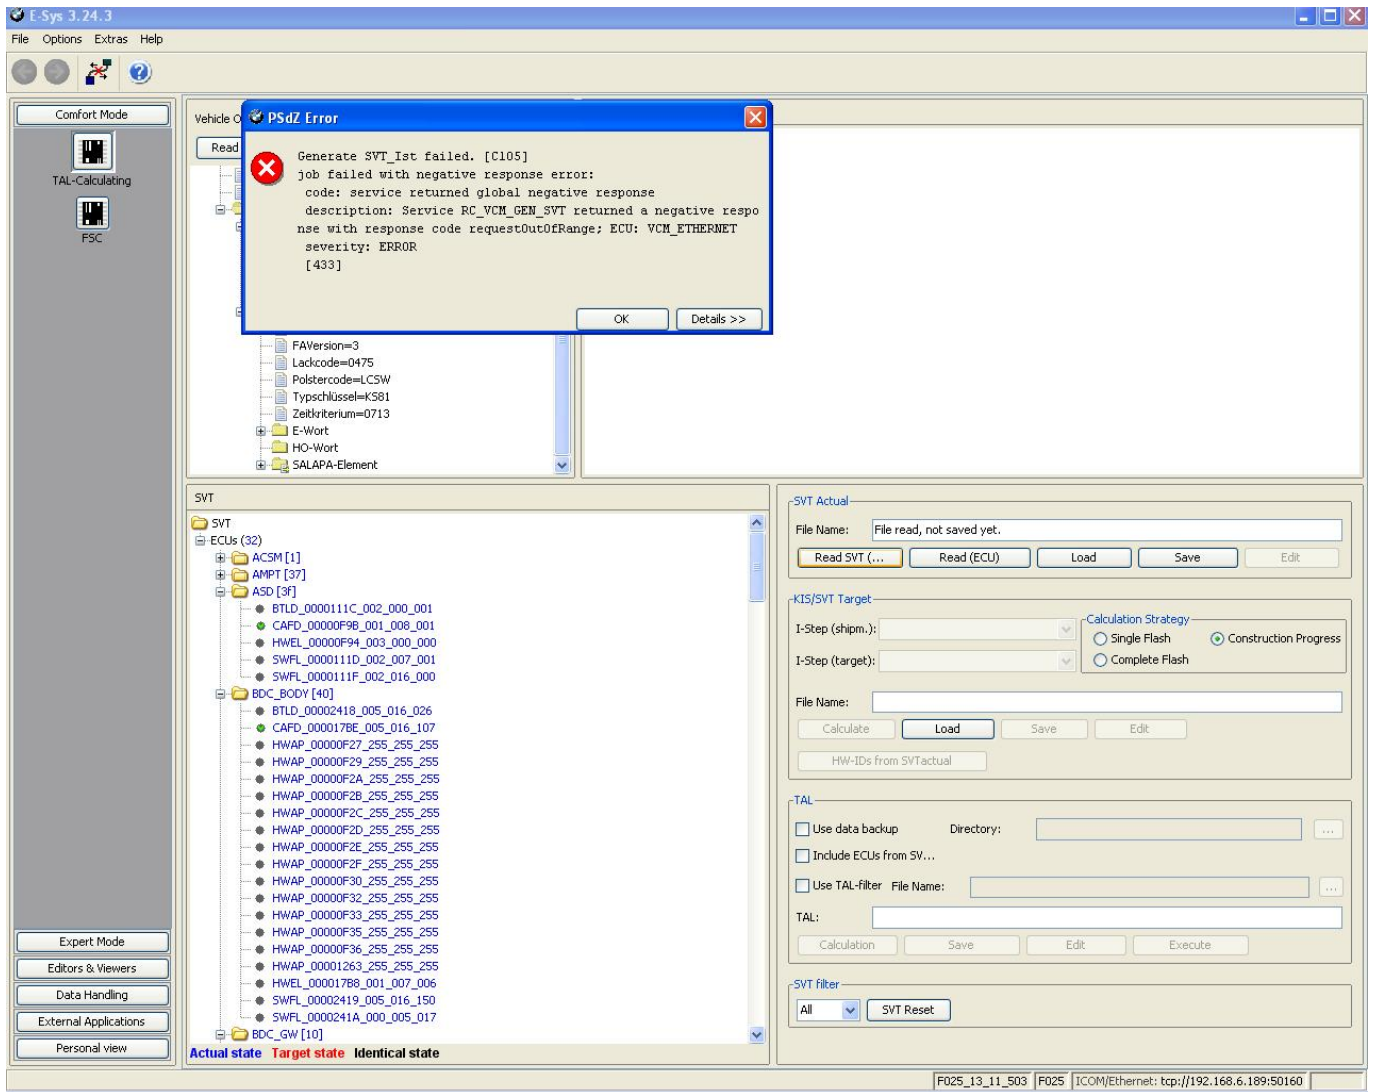 E-Sys 3.24.3
File Options Extras Help
Comfort Mode
TAL-Calculating
FSC
Expert Mode
Editors & Viewers
Data Handling
External Applications
Personal view
Vehicle O
Read
PSdZ Error
Generate SVT_Ist failed. [C105]
job failed with negative response error:
code: service returned global negative response
description: Service RC_VCM_GEN_SVT returned a negative respo
nse with response code requestOutOfRange; ECU: VCM_ETHERNET
severity: ERROR
[433]
OK
Details >>
FAVersion=3
Lackcode=0475
Polstercode=LCSW
Typschlüssel=KS81
Zeitkriterium=0713
E-Wort
HO-Wort
SALAPA-Element
SVT
SVT
ECUs (32)
ACSM [1]
AMPT [37]
ASD [3f]
BTLD_0000111C_002_000_001
CAFD_00000F9B_001_008_001
HWEL_00000F94_003_000_000
SWFL_0000111D_002_007_001
SWFL_0000111F_002_016_000
BDC_BODY [40]
BTLD_00002418_005_016_026
CAFD_000017BE_005_016_107
HWAP_00000F27_255_255_255
HWAP_00000F29_255_255_255
HWAP_00000F2A_255_255_255
HWAP_00000F2B_255_255_255
HWAP_00000F2C_255_255_255
HWAP_00000F2D_255_255_255
HWAP_00000F2E_255_255_255
HWAP_00000F2F_255_255_255
HWAP_00000F30_255_255_255
HWAP_00000F32_255_255_255
HWAP_00000F33_255_255_255
HWAP_00000F35_255_255_255
HWAP_00000F36_255_255_255
HWAP_00001263_255_255_255
HWEL_000017B8_001_007_006
SWFL_00002419_005_016_150
SWFL_0000241A_000_005_017
BDC_GW [10]
Actual state Target state Identical state
SVT Actual
File Name: File read, not saved yet.
Read SVT (... Read (ECU) Load Save Edit
KIS/SVT Target
I-Step (shipm.):
I-Step (target):
Calculation Strategy
Single Flash Construction Progress
Complete Flash
File Name:
Calculate Load Save Edit
HW-IDs from SVTactual
TAL
Use data backup Directory: ...
Include ECUs from SV...
Use TAL-filter File Name: ...
TAL:
Calculation Save Edit Execute
SVT filter
All SVT Reset
F025_13_11_503 F025 ICOM/Ethernet: tcp://192.168.6.189:50160